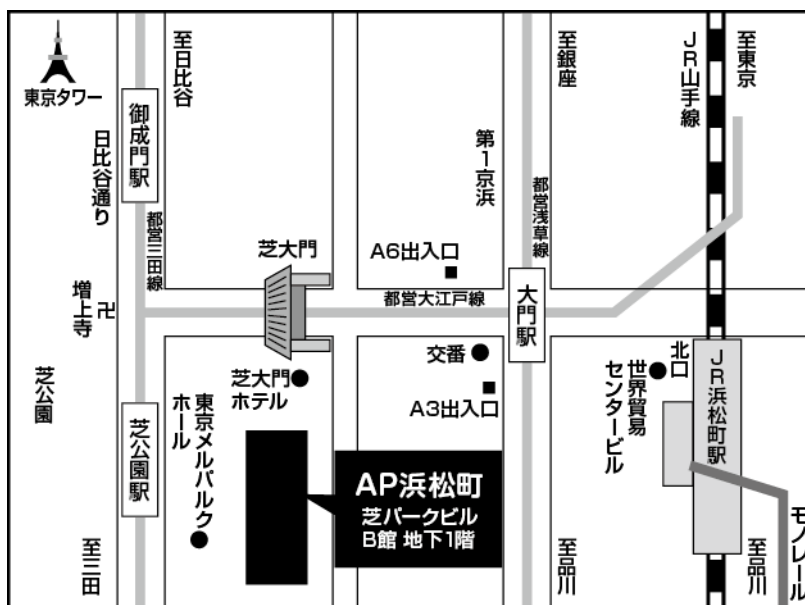 東京タワー
至日比谷
御成門駅
日比谷通り
都営三田線
増上寺
卍
芝公園
芝公園駅
至三田
芝大門
芝大門
ホテル
東京メルパルク
ホール
A6出入口
第1京浜
都営大江戸線
交番
A3出入口
AP浜松町
芝パークビル
B館 地下1階
至銀座
都営浅草線
大門駅
至品川
JR山手線
至東京
北口
世界貿易
センタービル
JR浜松町駅
至品川
モノレール